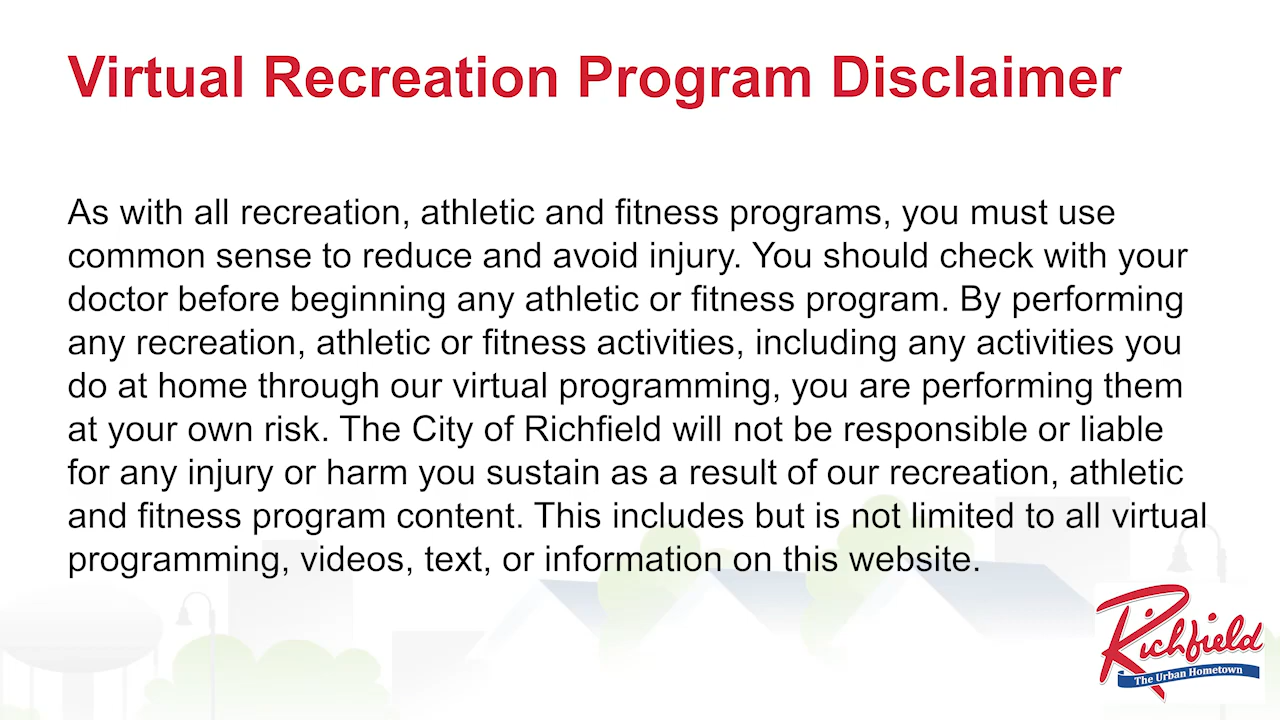 Virtual Recreation Program Disclaimer
As with all recreation, athletic and fitness programs, you must use
common sense to reduce and avoid injury. You should check with your
doctor before beginning any athletic or fitness program. By performing
any recreation, athletic or fitness activities, including any activities you
do at home through our virtual programming, you are performing them
at your own risk. The City of Richfield will not be responsible or liable
for any injury or harm you sustain as a result of our recreation, athletic
and fitness program content. This includes but is not limited to all virtual
programming, videos, text, or information on this website.
Richfield
The Urban Hometown